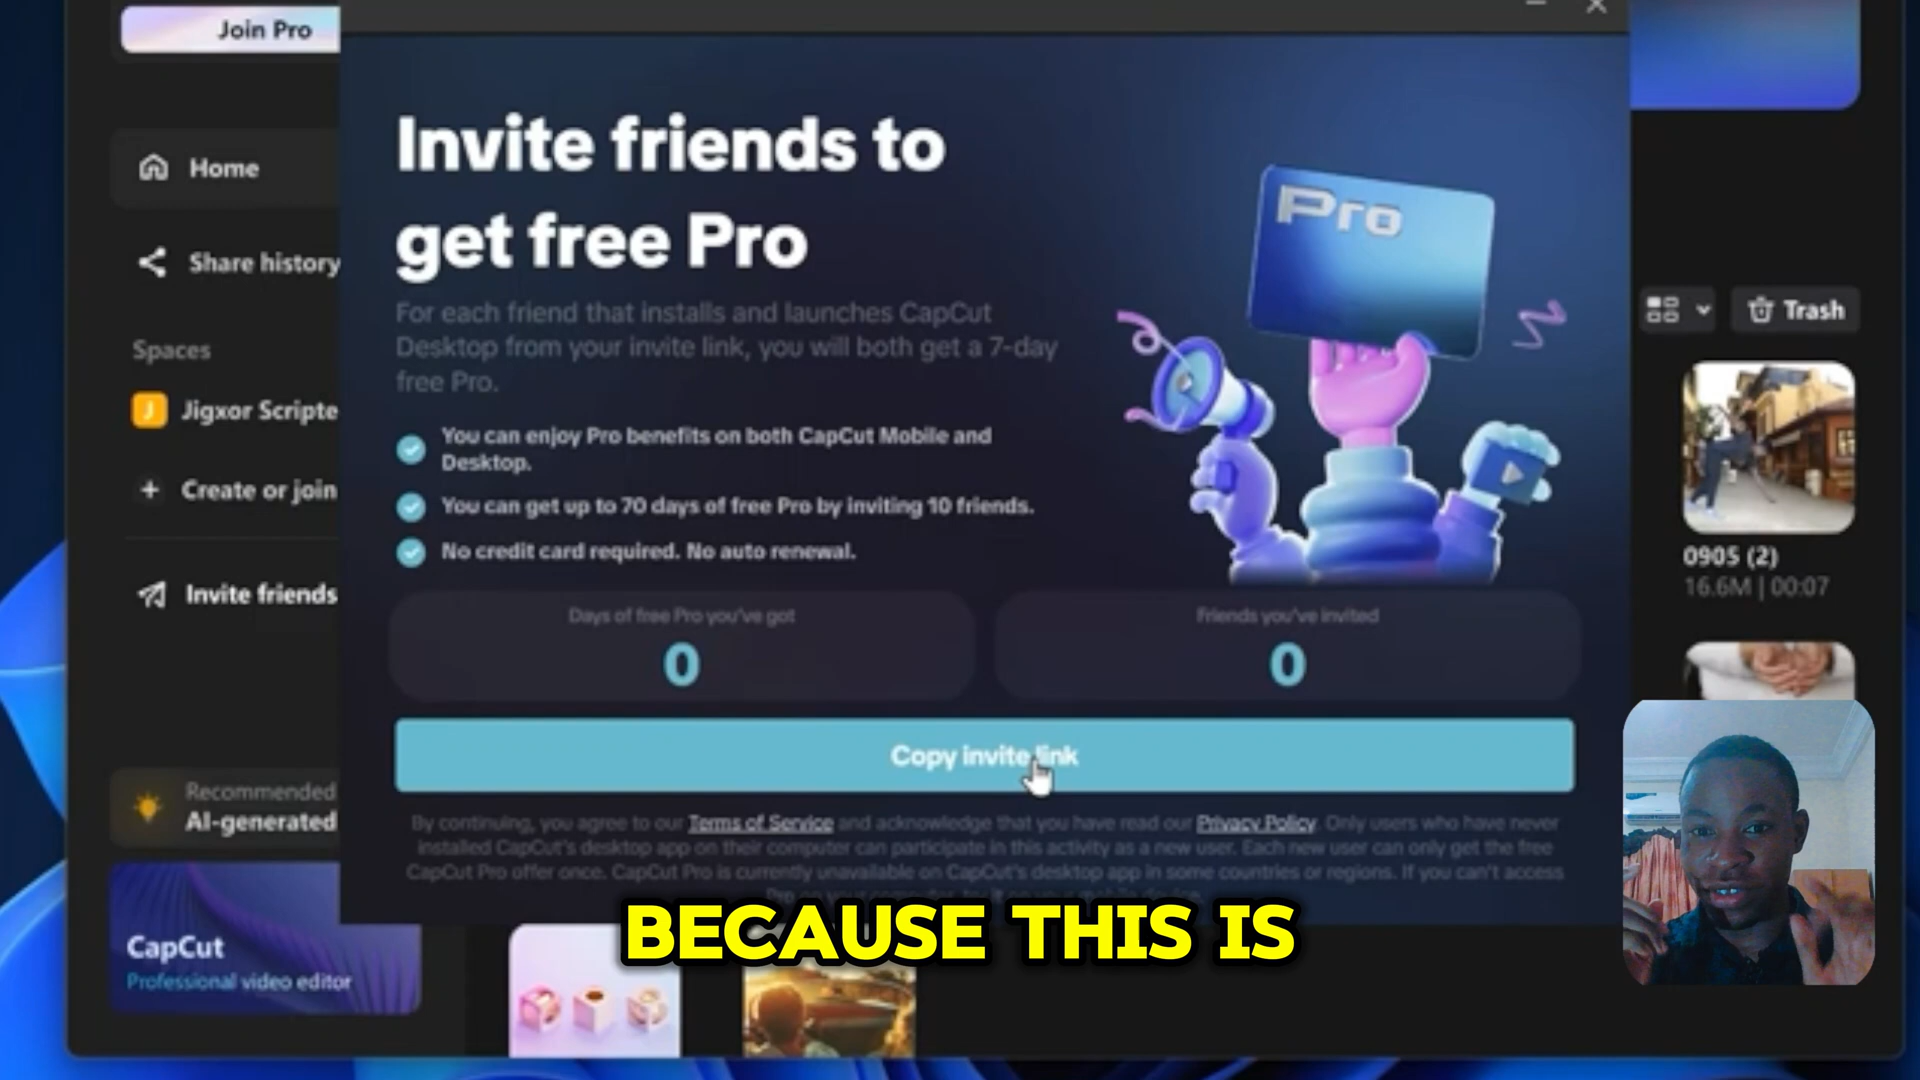 Join Pro
Home
Share history
Spaces
J
Jigxor Scripte
Create or join
Invite friends
Recommended
AI-generated
CapCut
Professional video editor
Invite friends to
get free Pro
For each friend that installs and launches CapCut
Desktop from your invite link, you will both get a 7-day
free Pro.
You can enjoy Pro benefits on both CapCut Mobile and
Desktop.
You can get up to 70 days of free Pro by inviting 10 friends.
No credit card required. No auto renewal.
Pro
Days of free Pro you've got
0
Friends you've invited
0
Copy invite link
By continuing, you agree to our Terms of Service and acknowledge that you have read our Privacy Policy. Only users who have never
installed CapCut's desktop app on their computer can participate in this activity as a new user. Each new user can only get the free
CapCut Pro offer once. CapCut Pro is currently unavailable on CapCut's desktop app in some countries or regions. If you can't access
Trash
0905 (2)
16.6M | 00:07
BECAUSE THIS IS